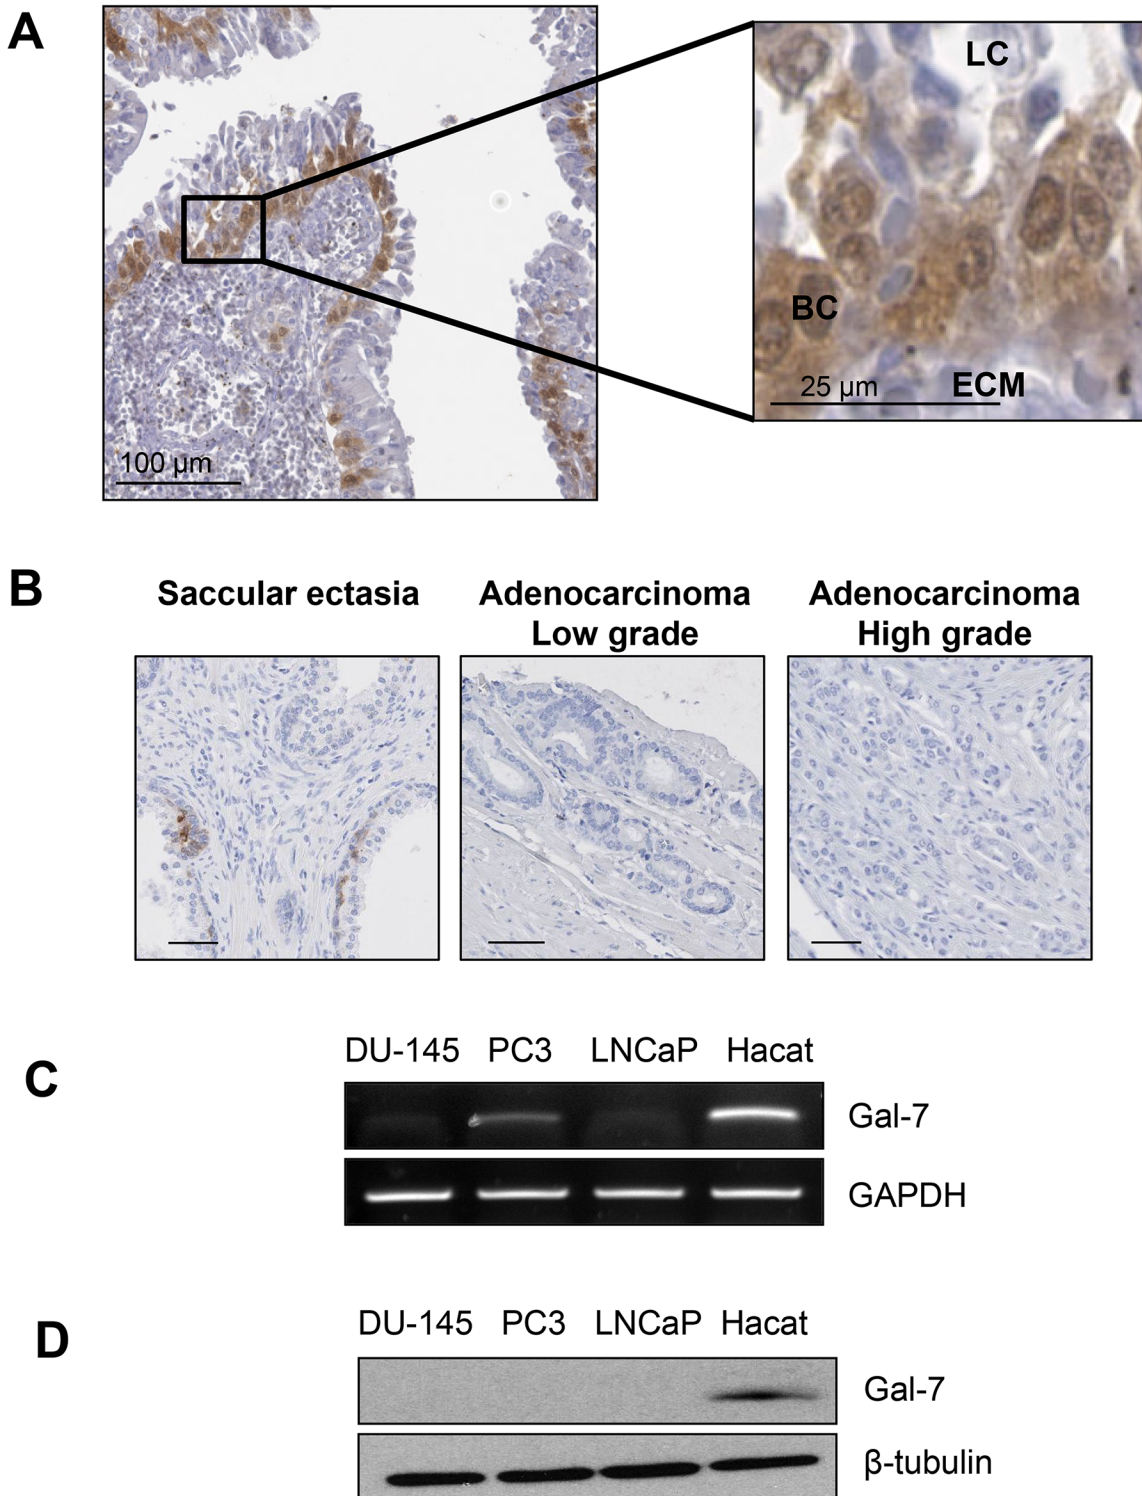 A
LC
BC
25 µm
ECM
100 µm
B
Saccular ectasia
Adenocarcinoma
Low grade
Adenocarcinoma
High grade
C
DU-145 PC3 LNCaP Hacat
Gal-7
GAPDH
D
DU-145 PC3 LNCaP Hacat
Gal-7
β-tubulin